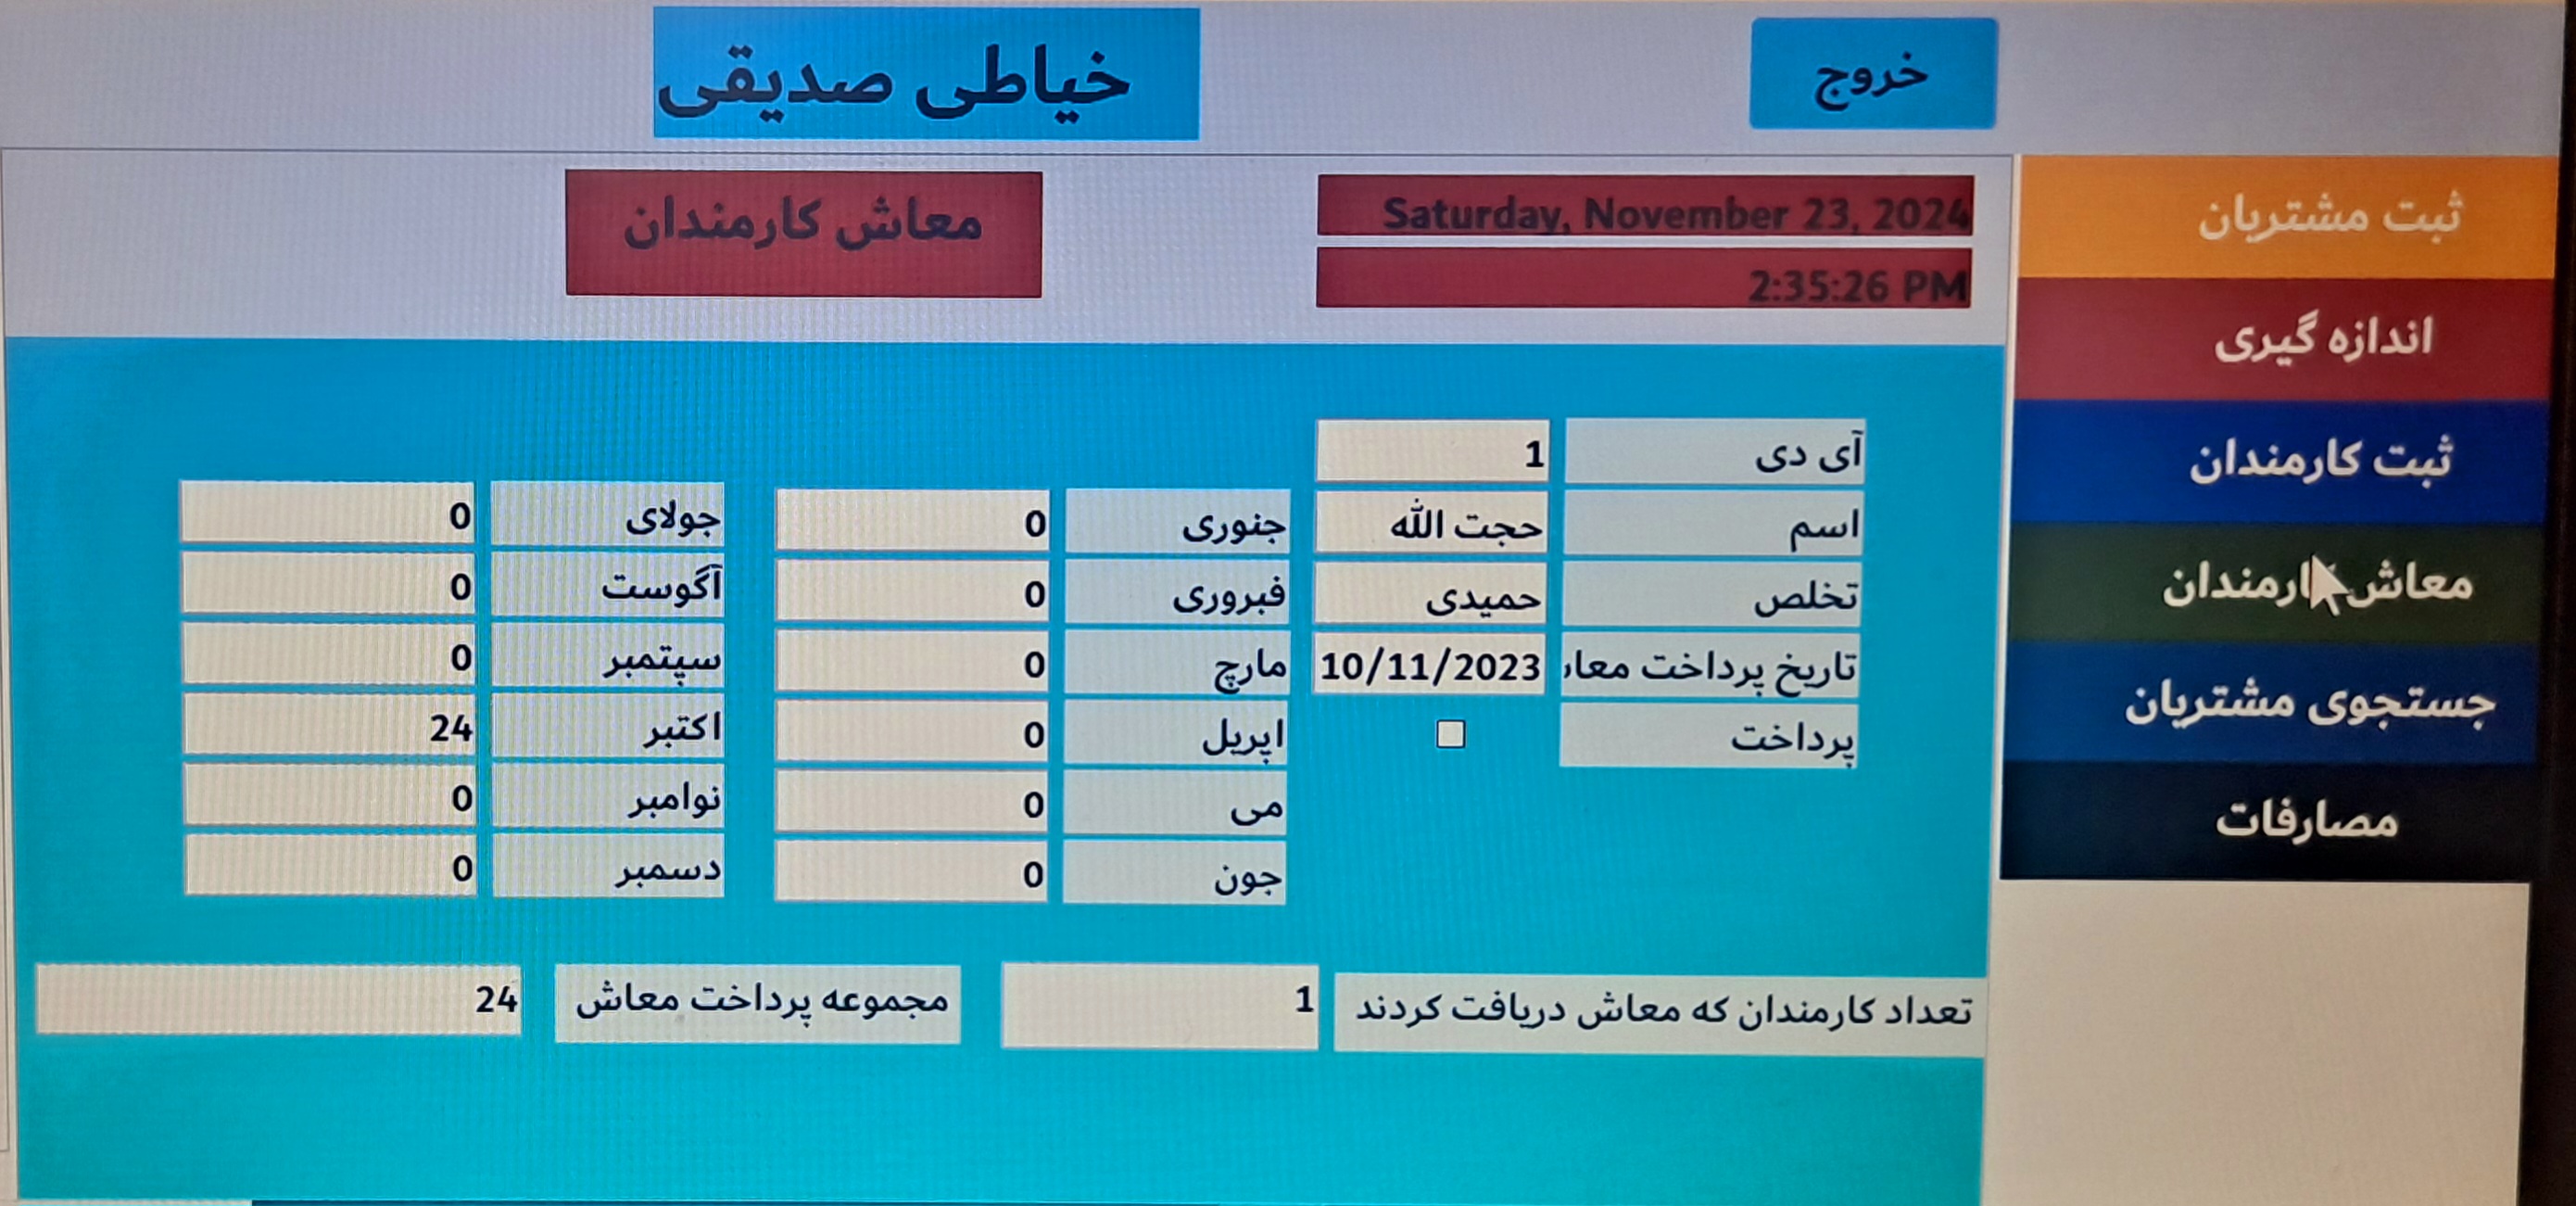 خروج
خیاطی صدیقی
Saturday, November 23, 2024
2:35:26 PM
معاش کارمندان
ثبت مشتریان
اندازه گیری
ثبت کارمندان
معاش کارمندان
جستجوی مشتریان
مصارفات
آی دی 1
اسم حجت الله
تخلص حمیدی
تاریخ پرداخت معاش 10/11/2023
پرداخت
جنوری 0
فبروری 0
مارچ 0
اپریل 0
می 0
جون 0
جولای 0
آگوست 0
سپتمبر 0
اکتبر 24
نوامبر 0
دسمبر 0
تعداد کارمندان که معاش دریافت کردند 1
مجموعه پرداخت معاش 24